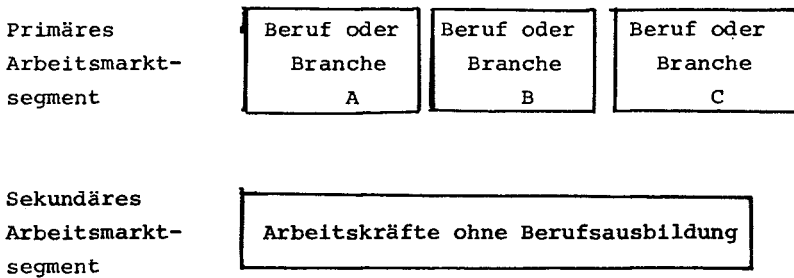 Primäres
Arbeitsmarkt-
segment
Beruf oder
Branche
A
Beruf oder
Branche
B
Beruf oder
Branche
C
Sekundäres
Arbeitsmarkt-
segment
Arbeitskräfte ohne Berufsausbildung